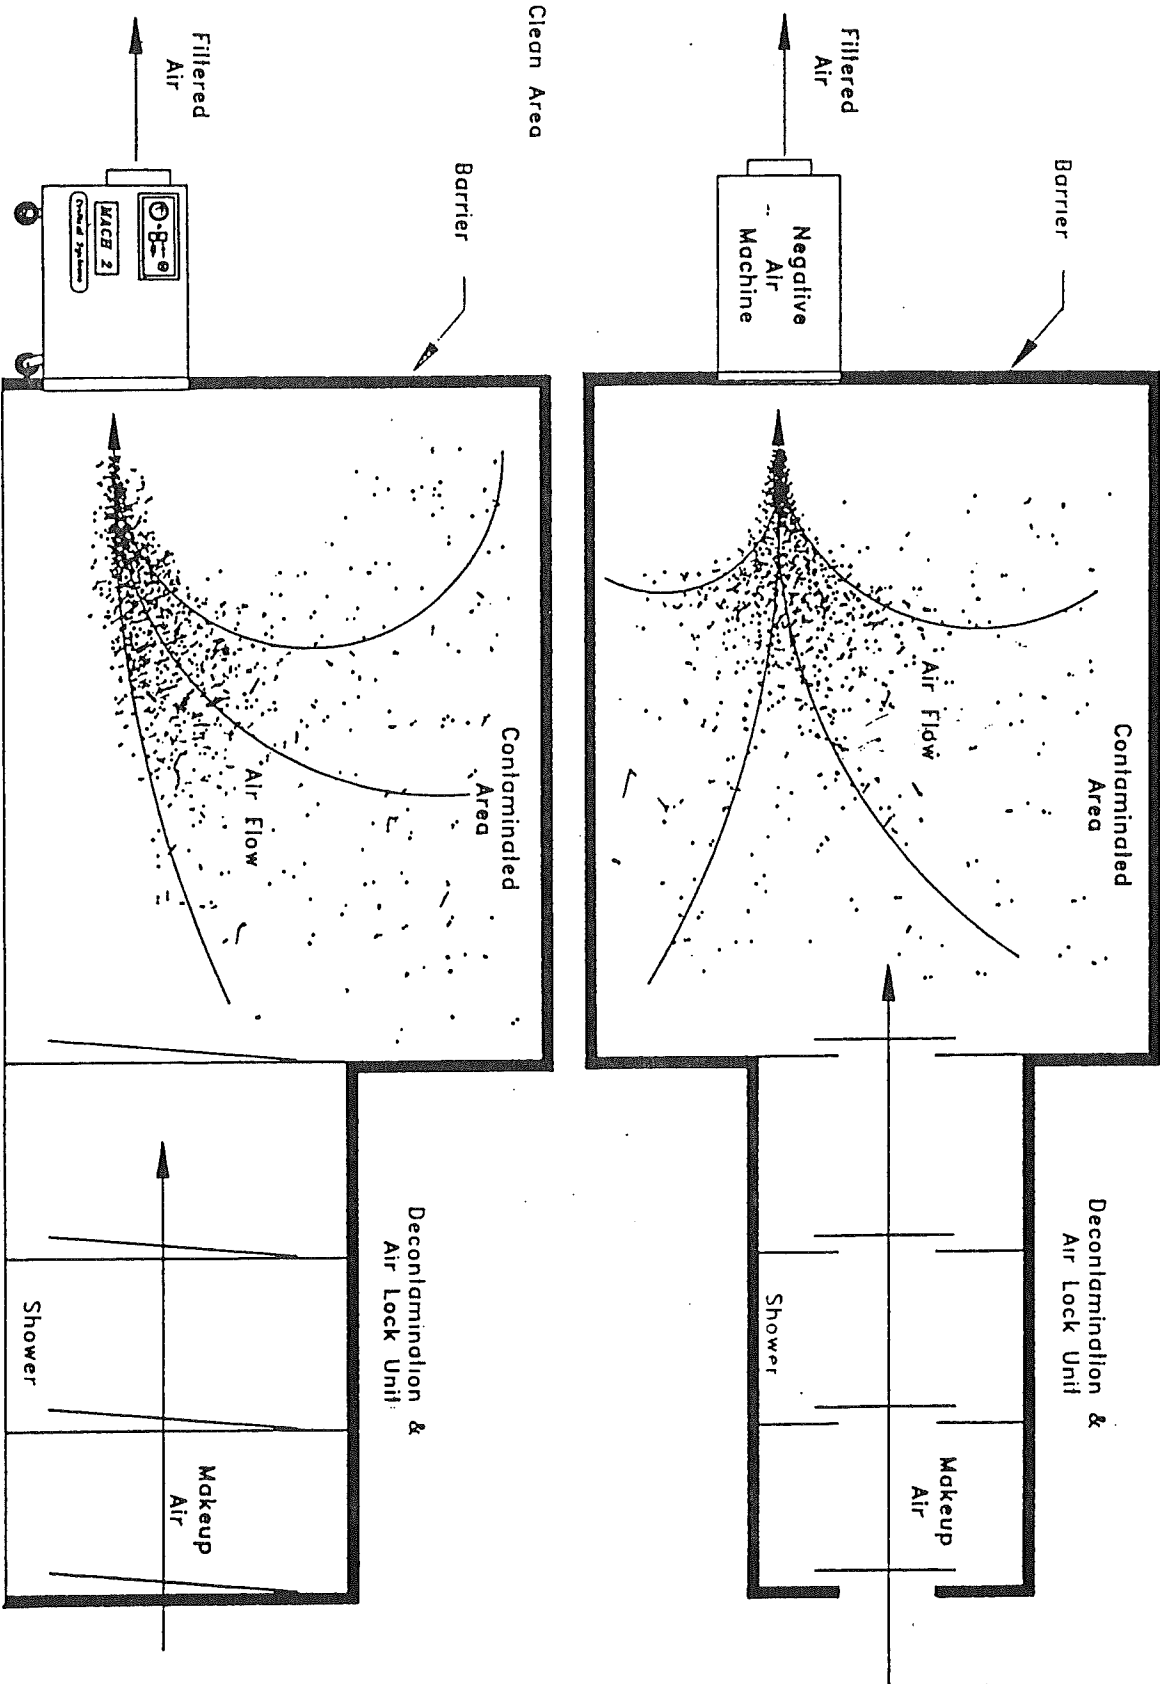 Filtered
Air
Barrier
Negative
Air
Machine
Air Flow
Contaminated
Area
Decontamination &
Air Lock Unit
Shower
Makeup
Air
Clean Area
Filtered
Air
Barrier
MACH 2
Air Flow
Contaminated
Area
Decontamination &
Air Lock Unit
Shower
Makeup
Air